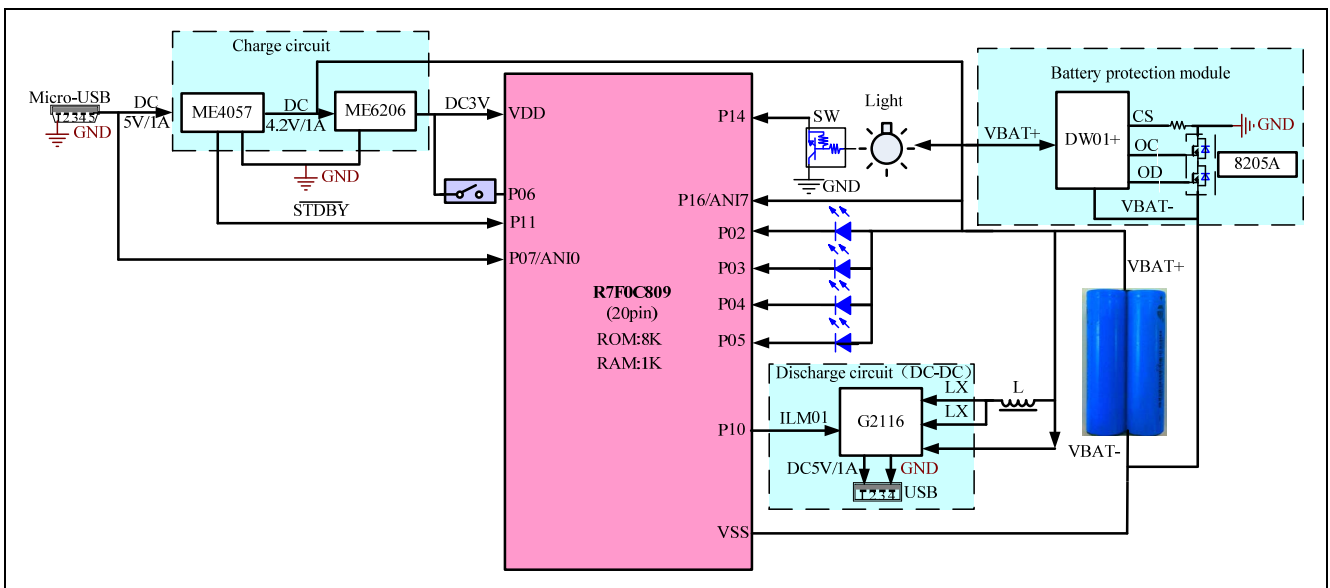 Charge circuit
Micro-USB
DC
5V/1A
12345
GND
ME4057
DC
4.2V/1A
ME6206
DC3V
GND
STDBY
VDD
P06
P11
P07/ANI0
R7F0C809
(20pin)
ROM:8K
RAM:1K
P14
P16/ANI7
P02
P03
P04
P05
P10
VSS
SW
Light
GND
Battery protection module
VBAT+
DW01+
CS
OC
OD
GND
8205A
VBAT-
VBAT+
VBAT-
Discharge circuit（DC-DC）
LX
LX
L
ILM01
G2116
DC5V/1A
GND
1234
USB